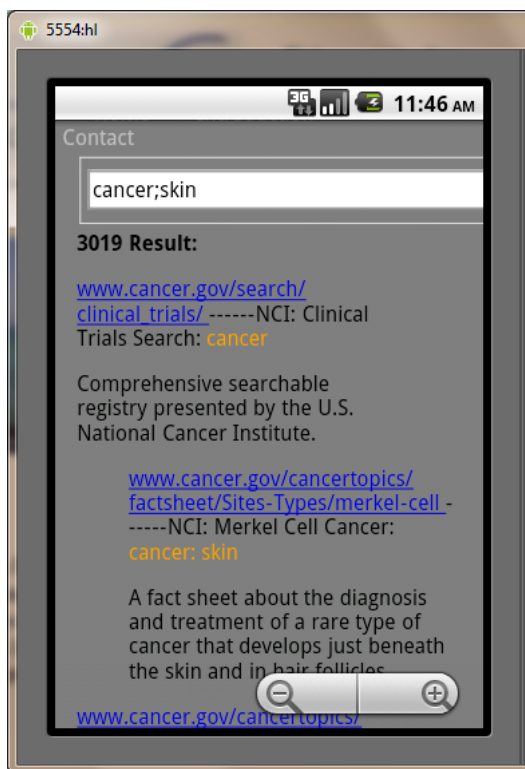 5554:hl
3G 11:46 AM
Contact
cancer;skin
3019 Result:
www.cancer.gov/search/
clinical_trials/ ------NCI: Clinical
Trials Search: cancer
Comprehensive searchable
registry presented by the U.S.
National Cancer Institute.
www.cancer.gov/cancertopics/
factsheet/Sites-Types/merkel-cell -
-----NCI: Merkel Cell Cancer:
cancer: skin
A fact sheet about the diagnosis
and treatment of a rare type of
cancer that develops just beneath
the skin and in hair follicles.
www.cancer.gov/cancertopics/